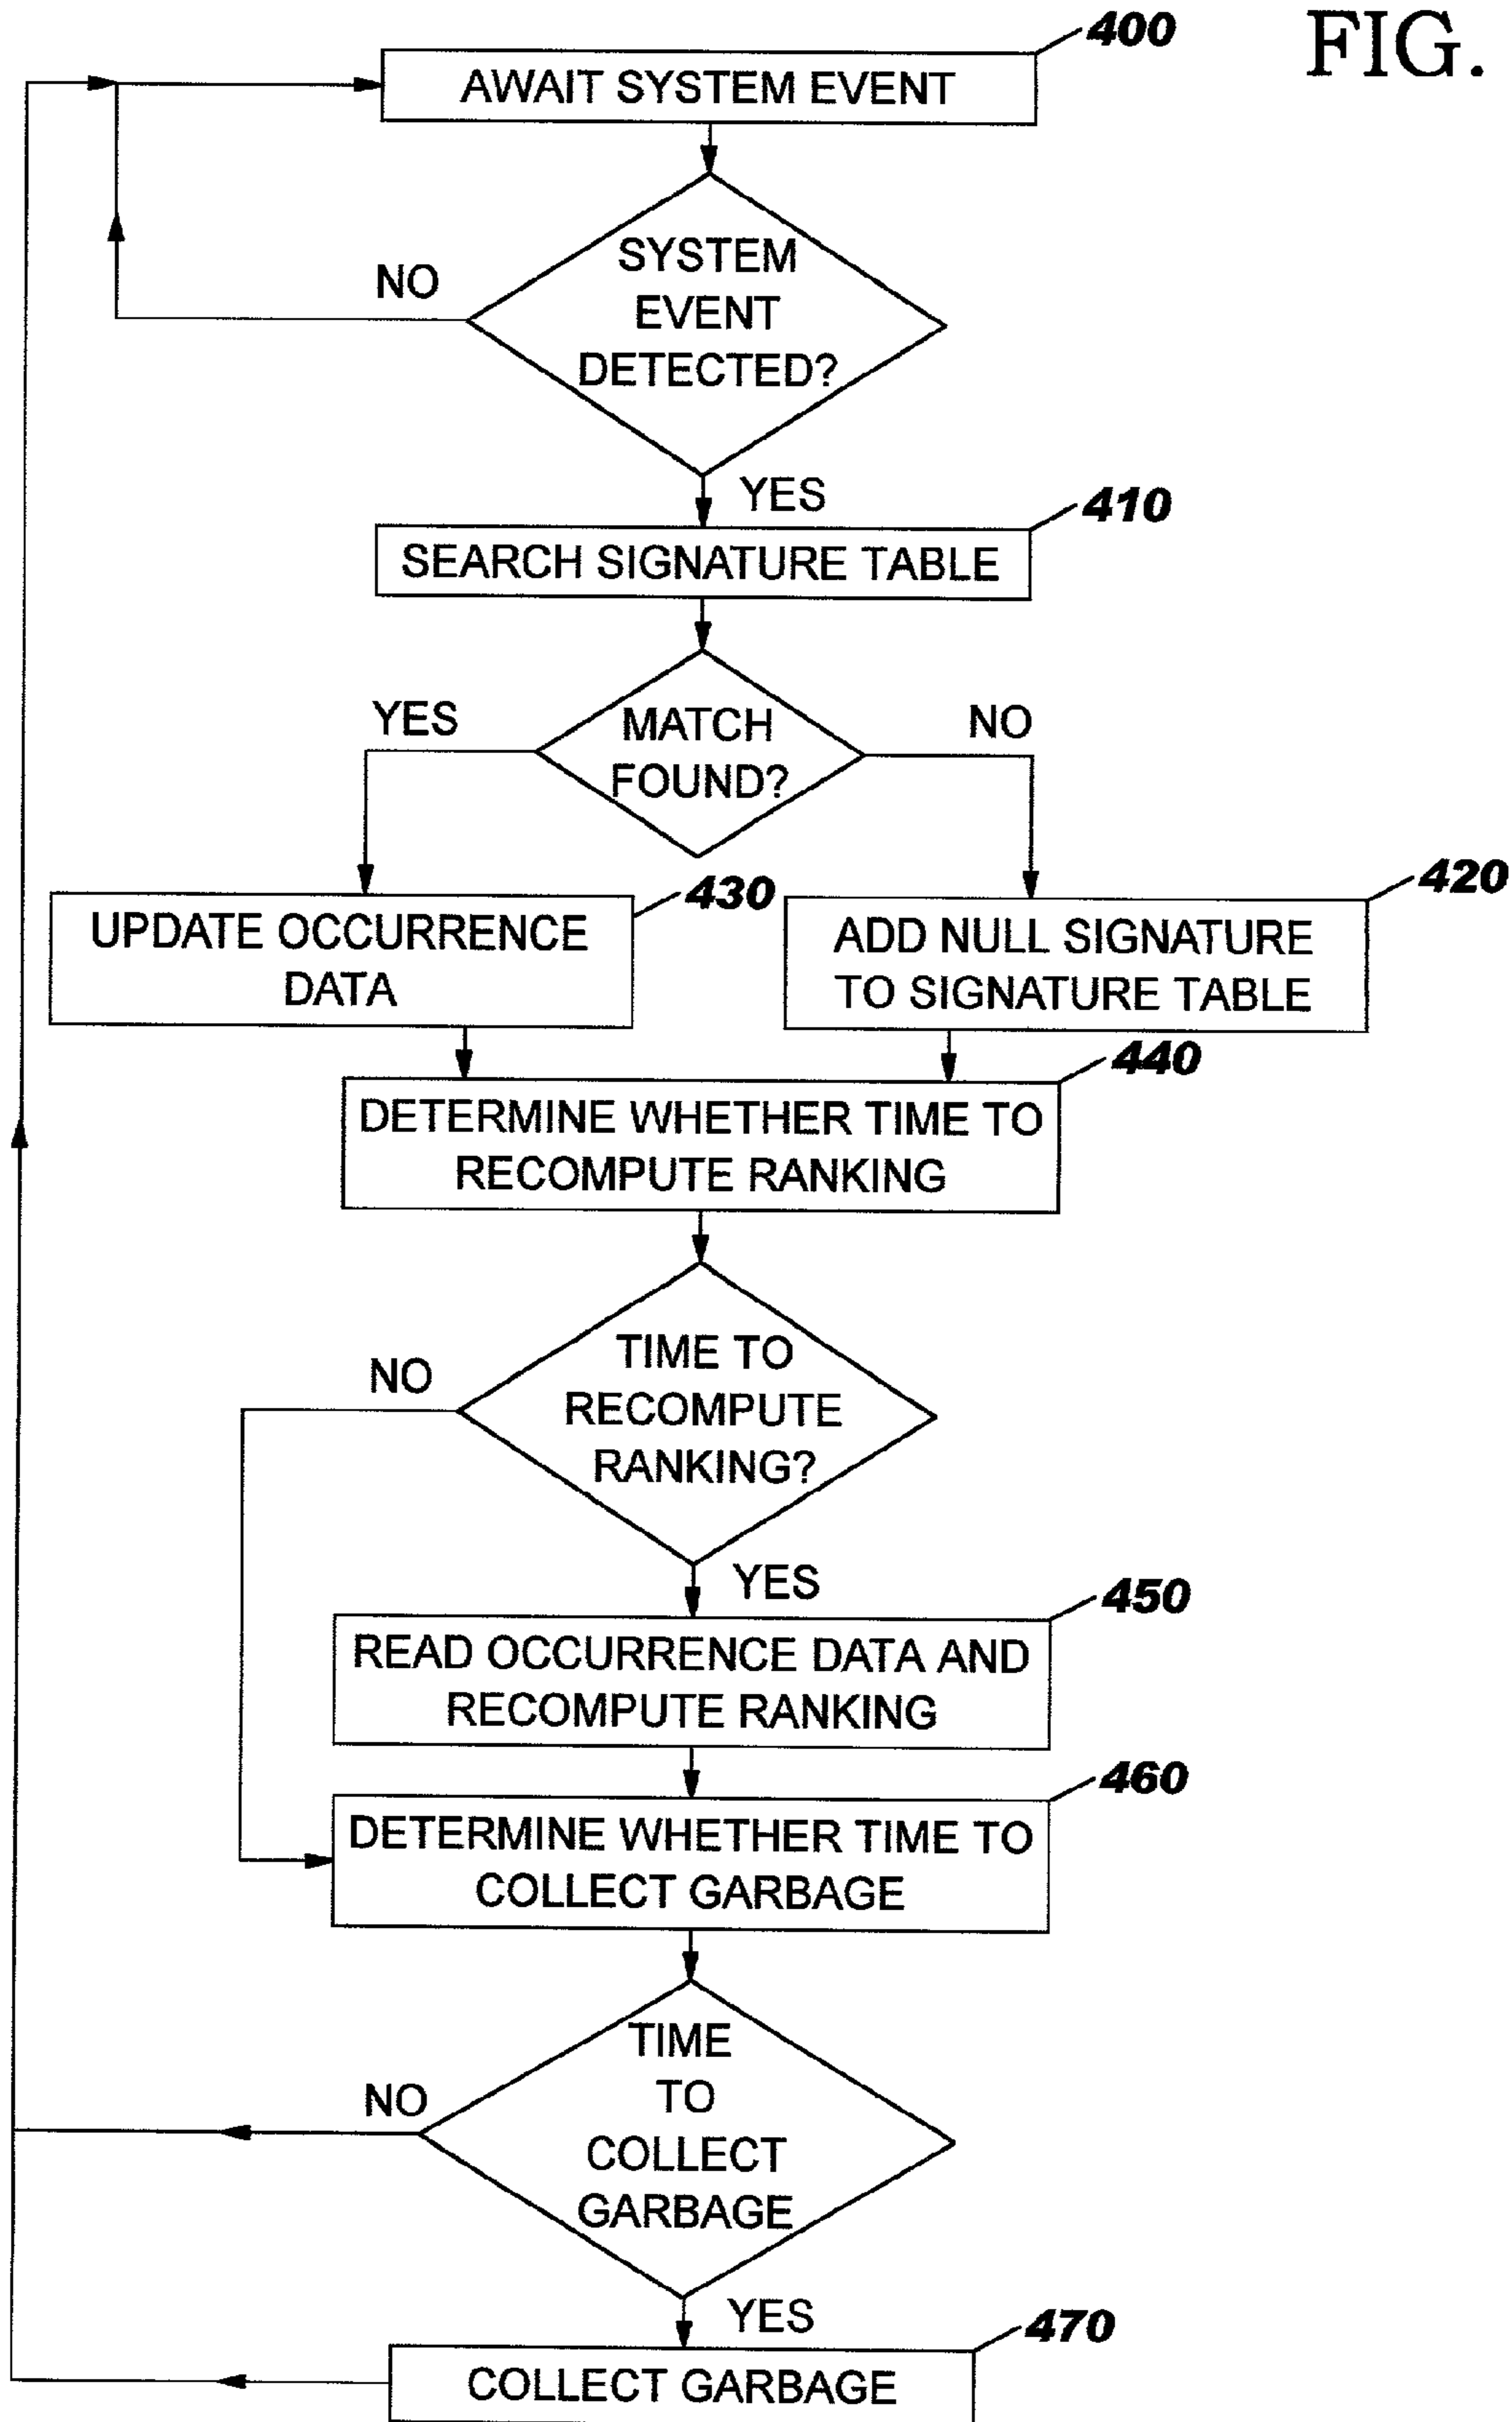 FIG.
400
AWAIT SYSTEM EVENT
SYSTEM
EVENT
DETECTED?
NO
YES
410
SEARCH SIGNATURE TABLE
MATCH
FOUND?
YES
NO
430
UPDATE OCCURRENCE
DATA
420
ADD NULL SIGNATURE
TO SIGNATURE TABLE
440
DETERMINE WHETHER TIME TO
RECOMPUTE RANKING
TIME TO
RECOMPUTE
RANKING?
NO
YES
450
READ OCCURRENCE DATA AND
RECOMPUTE RANKING
460
DETERMINE WHETHER TIME TO
COLLECT GARBAGE
TIME
TO
COLLECT
GARBAGE
NO
YES
470
COLLECT GARBAGE